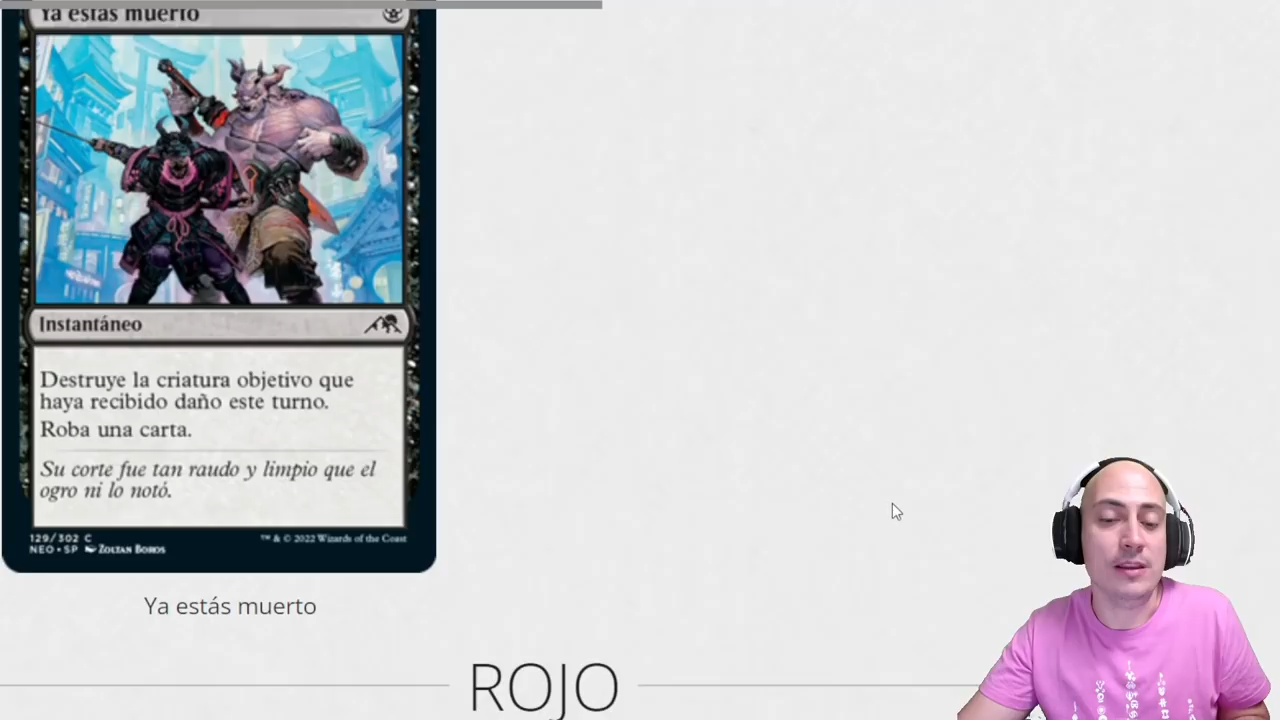 Ya estás muerto
Instantáneo
Destruye la criatura objetivo que
haya recibido daño este turno.
Roba una carta.
Su corte fue tan raudo y limpio que el
ogro ni lo notó.
129/302 C
NEO • SP ZOLTAN BOROS
™ & © 2022 Wizards of the Coast
Ya estás muerto
ROJO